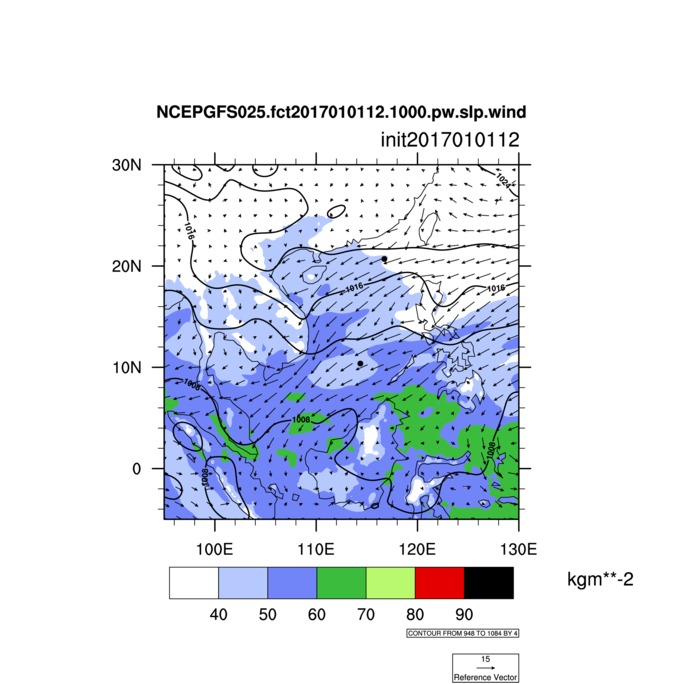 NCEPGFS025.fct2017010112.1000.pw.slp.wind
init2017010112
30N
20N
10N
0
1024
1016
1016
1016
1008
1008
1008
1008
100E
110E
120E
130E
kgm**-2
40
50
60
70
80
90
CONTOUR FROM 948 TO 1084 BY 4
15
Reference Vector